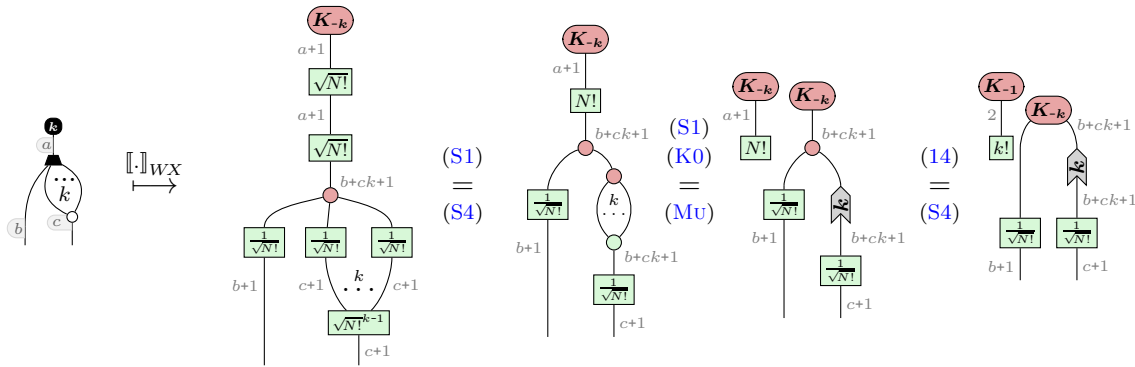 k
a
... 
k
b
c
⟦.⟧WX
↦
K-k
a+1
√N!
a+1
√N!
b+ck+1
1/√N!
1/√N!
1/√N!
b+1
c+1
k
...
c+1
√N!^k-1
c+1
(S1)
=
(S4)
K-k
a+1
N!
b+ck+1
1/√N!
k
...
b+1
b+ck+1
1/√N!
c+1
(S1)
(K0)
=
(MU)
K-k
a+1
N!
K-k
b+ck+1
1/√N!
k
b+1
b+ck+1
1/√N!
c+1
(14)
=
(S4)
K-1
2
k!
K-k
b+ck+1
k
b+ck+1
1/√N!
1/√N!
b+1
c+1